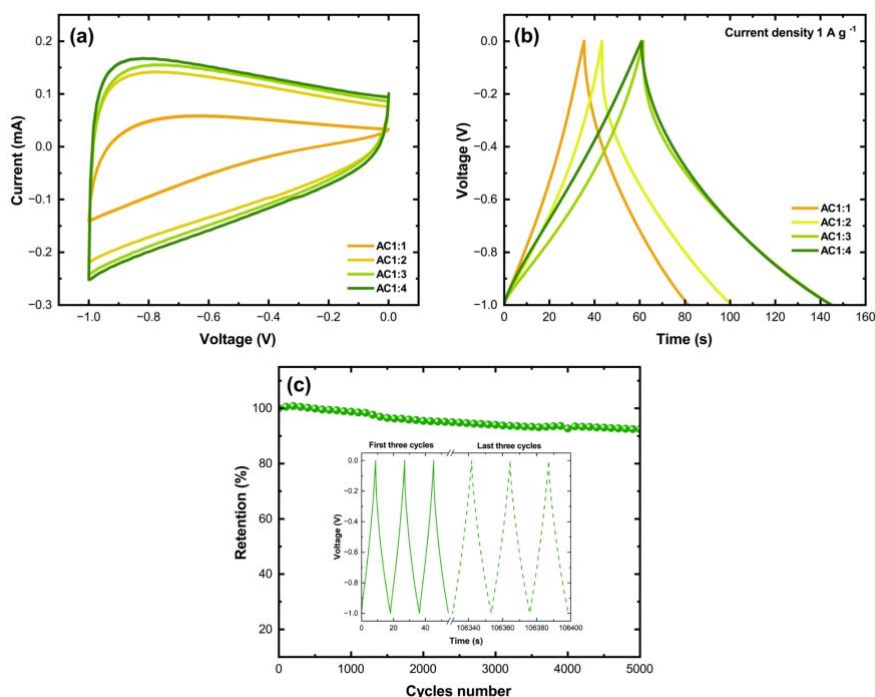 (a)
0.2
0.1
0.0
−0.1
−0.2
−0.3
Current (mA)
AC1:1
AC1:2
AC1:3
AC1:4
−1.0 −0.8 −0.6 −0.4 −0.2 0.0
Voltage (V)
(b)
Current density 1 A g -1
0.0
−0.2
−0.4
−0.6
−0.8
−1.0
Voltage (V)
AC1:1
AC1:2
AC1:3
AC1:4
0 20 40 60 80 100 120 140 160
Time (s)
(c)
100
80
60
40
20
Retention (%)
First three cycles
Last three cycles
0.0
−0.2
−0.4
−0.6
−0.8
−1.0
Voltage (V)
0 20 40 106340 106360 106380 106400
Time (s)
0 1000 2000 3000 4000 5000
Cycles number